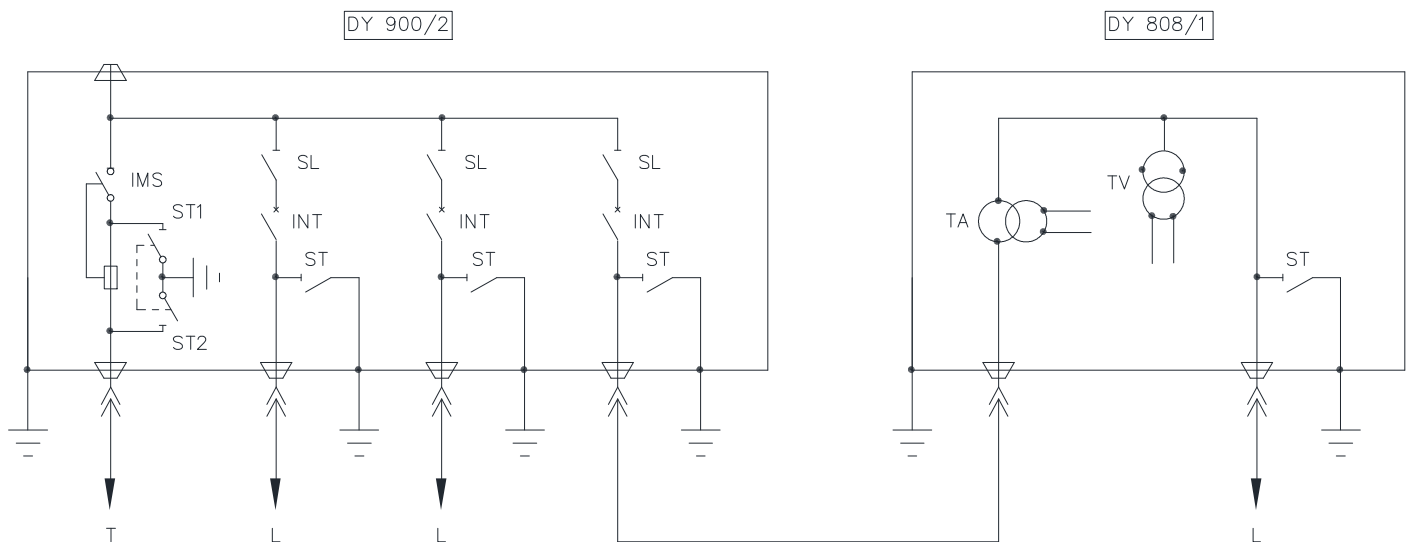 DY 900/2
DY 808/1
SL
SL
SL
IMS
TV
ST1
INT
INT
INT
TA
ST
ST
ST
ST
ST2
T
L
L
L